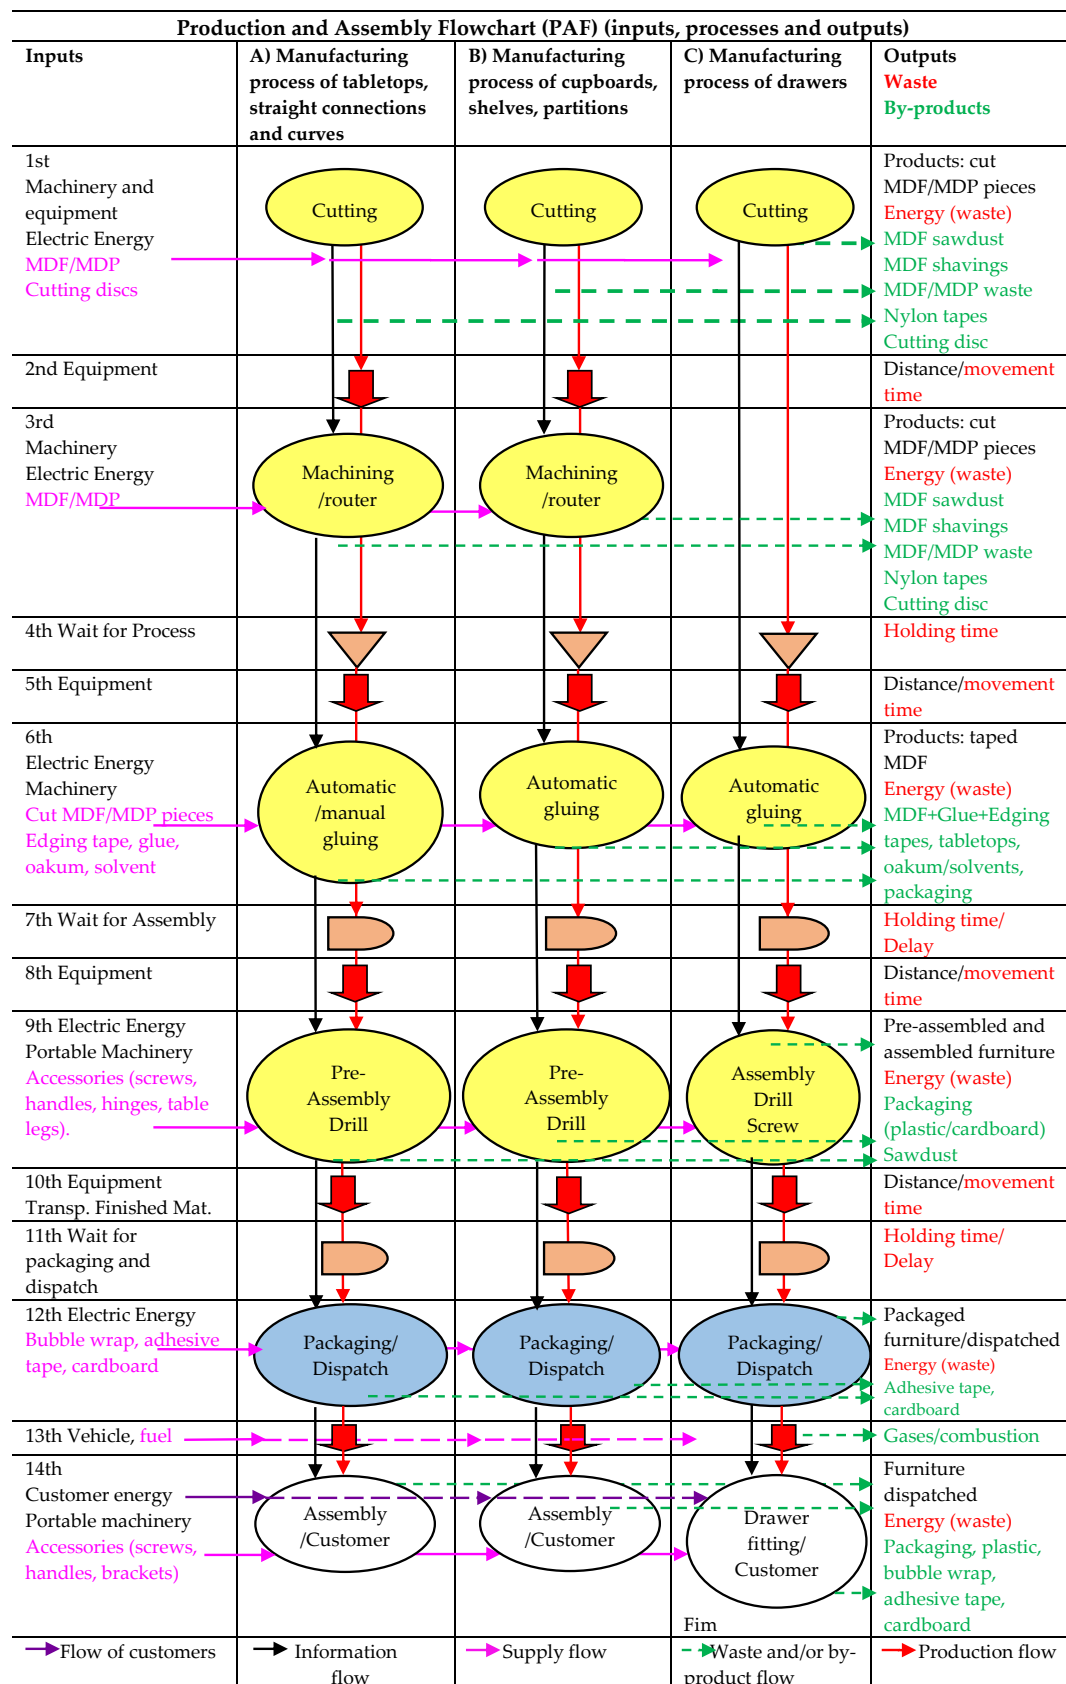 Production and Assembly Flowchart (PAF) (inputs, processes and outputs)
Inputs
A) Manufacturing
process of tabletops,
straight connections
and curves
B) Manufacturing
process of cupboards,
shelves, partitions
C) Manufacturing
process of drawers
Outputs
Waste
By-products
1st
Machinery and
equipment
Electric Energy
MDF/MDP
Cutting discs
Cutting
Cutting
Cutting
Products: cut
MDF/MDP pieces
Energy (waste)
MDF sawdust
MDF shavings
MDF/MDP waste
Nylon tapes
Cutting disc
2nd Equipment
Distance/movement
time
3rd
Machinery
Electric Energy
MDF/MDP
Machining
/router
Machining
/router
Products: cut
MDF/MDP pieces
Energy (waste)
MDF sawdust
MDF shavings
MDF/MDP waste
Nylon tapes
Cutting disc
4th Wait for Process
Holding time
5th Equipment
Distance/movement
time
6th
Electric Energy
Machinery
Cut MDF/MDP pieces
Edging tape, glue,
oakum, solvent
Automatic
/manual
gluing
Automatic
gluing
Automatic
gluing
Products: taped
MDF
Energy (waste)
MDF+Glue+Edging
tapes, tabletops,
oakum/solvents,
packaging
7th Wait for Assembly
Holding time/
Delay
8th Equipment
Distance/movement
time
9th Electric Energy
Portable Machinery
Accessories (screws,
handles, hinges, table
legs).
Pre-
Assembly
Drill
Pre-
Assembly
Drill
Assembly
Drill
Screw
Pre-assembled and
assembled furniture
Energy (waste)
Packaging
(plastic/cardboard)
Sawdust
10th Equipment
Transp. Finished Mat.
Distance/movement
time
11th Wait for
packaging and
dispatch
Holding time/
Delay
12th Electric Energy
Bubble wrap, adhesive
tape, cardboard
Packaging/
Dispatch
Packaging/
Dispatch
Packaging/
Dispatch
Packaged
furniture/dispatched
Energy (waste)
Adhesive tape,
cardboard
13th Vehicle, fuel
Gases/combustion
14th
Customer energy
Portable machinery
Accessories (screws,
handles, brackets)
Assembly
/Customer
Assembly
/Customer
Drawer
fitting/
Customer
Fim
Furniture
dispatched
Energy (waste)
Packaging, plastic,
bubble wrap,
adhesive tape,
cardboard
Flow of customers
Information
flow
Supply flow
Waste and/or by-
product flow
Production flow